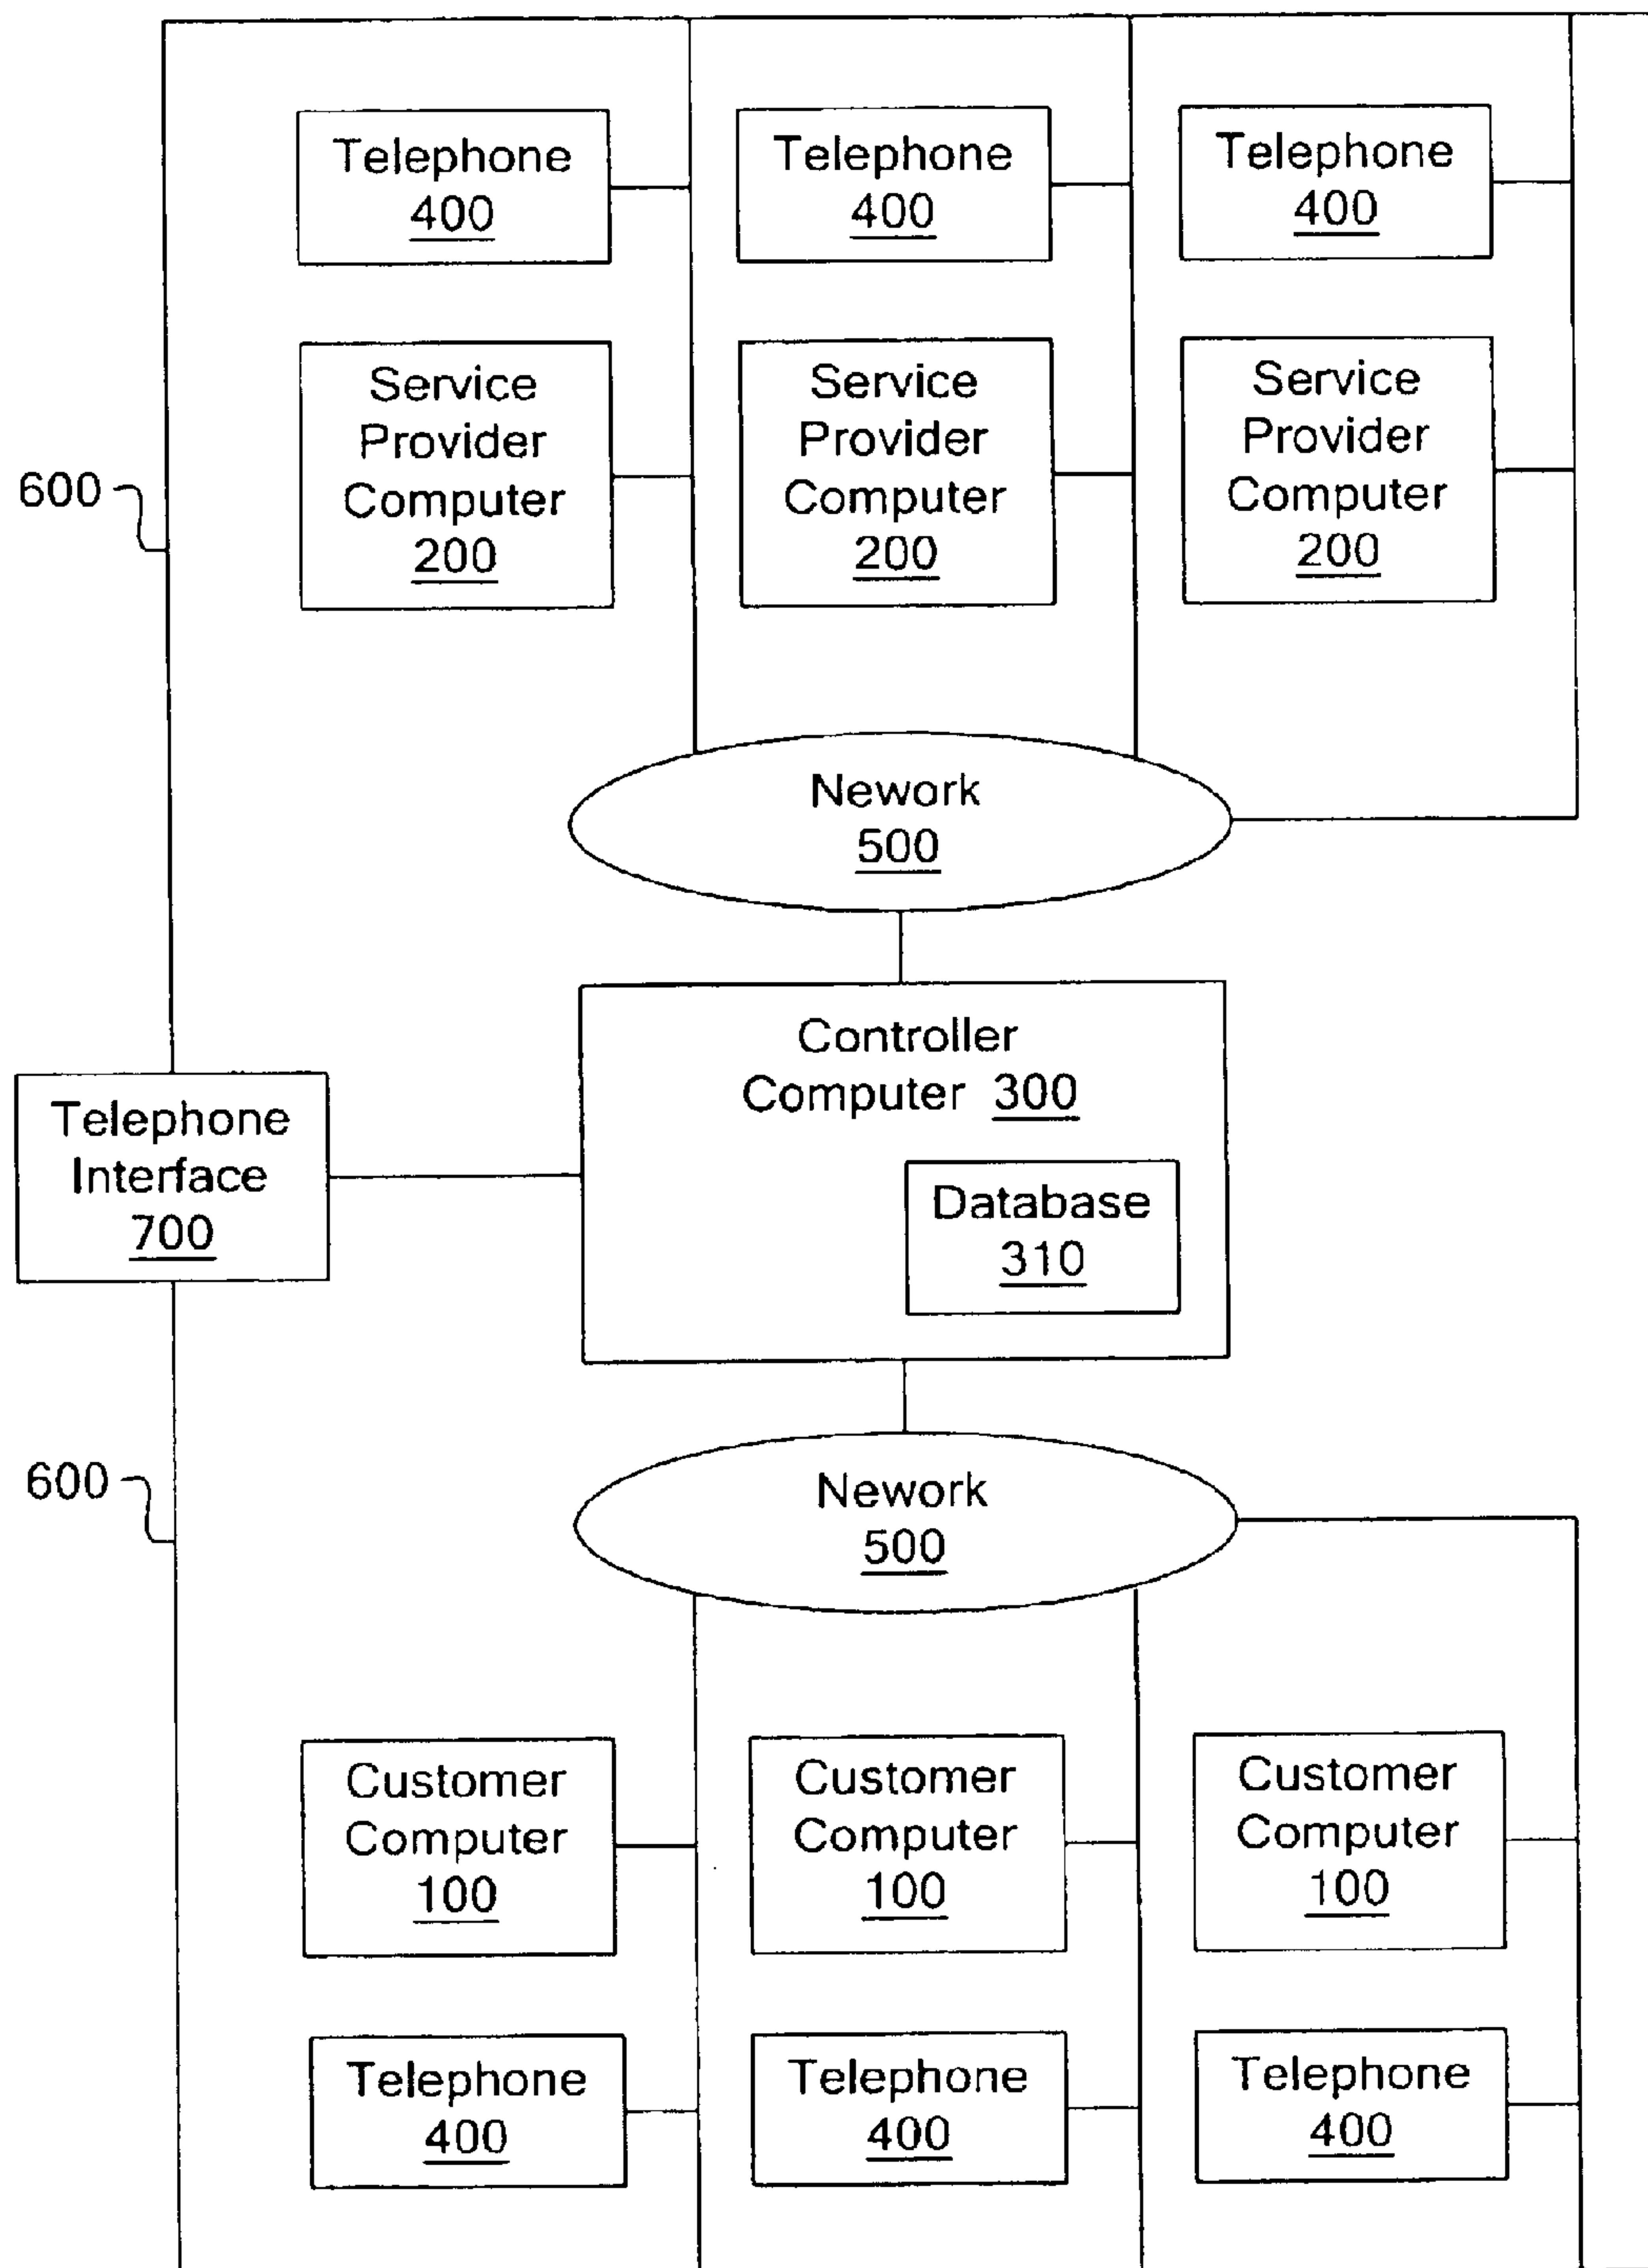 Telephone
400
Telephone
400
Telephone
400
Service
Provider
Computer
200
Service
Provider
Computer
200
Service
Provider
Computer
200
600
Nework
500
Controller
Computer 300
Telephone
Interface
700
Database
310
600
Nework
500
Customer
Computer
100
Customer
Computer
100
Customer
Computer
100
Telephone
400
Telephone
400
Telephone
400